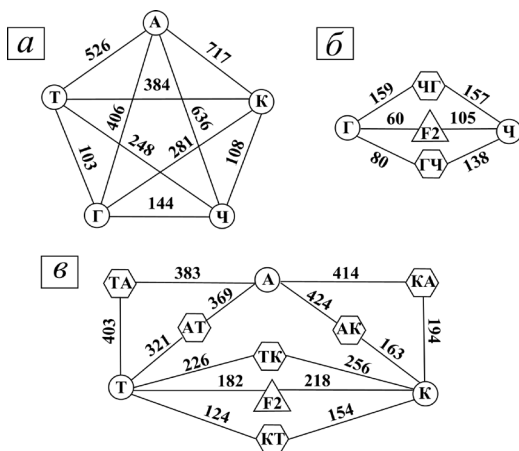 а
А
526
717
Т
384
К
406
636
103
248
281
108
Г
144
Ч
б
ЧГ
159
157
Г
60
F2
105
Ч
80
ГЧ
138
в
ТА
383
А
414
КА
403
369
АТ
321
424
АК
163
194
226
ТК
256
Т
182
F2
218
К
124
КТ
154